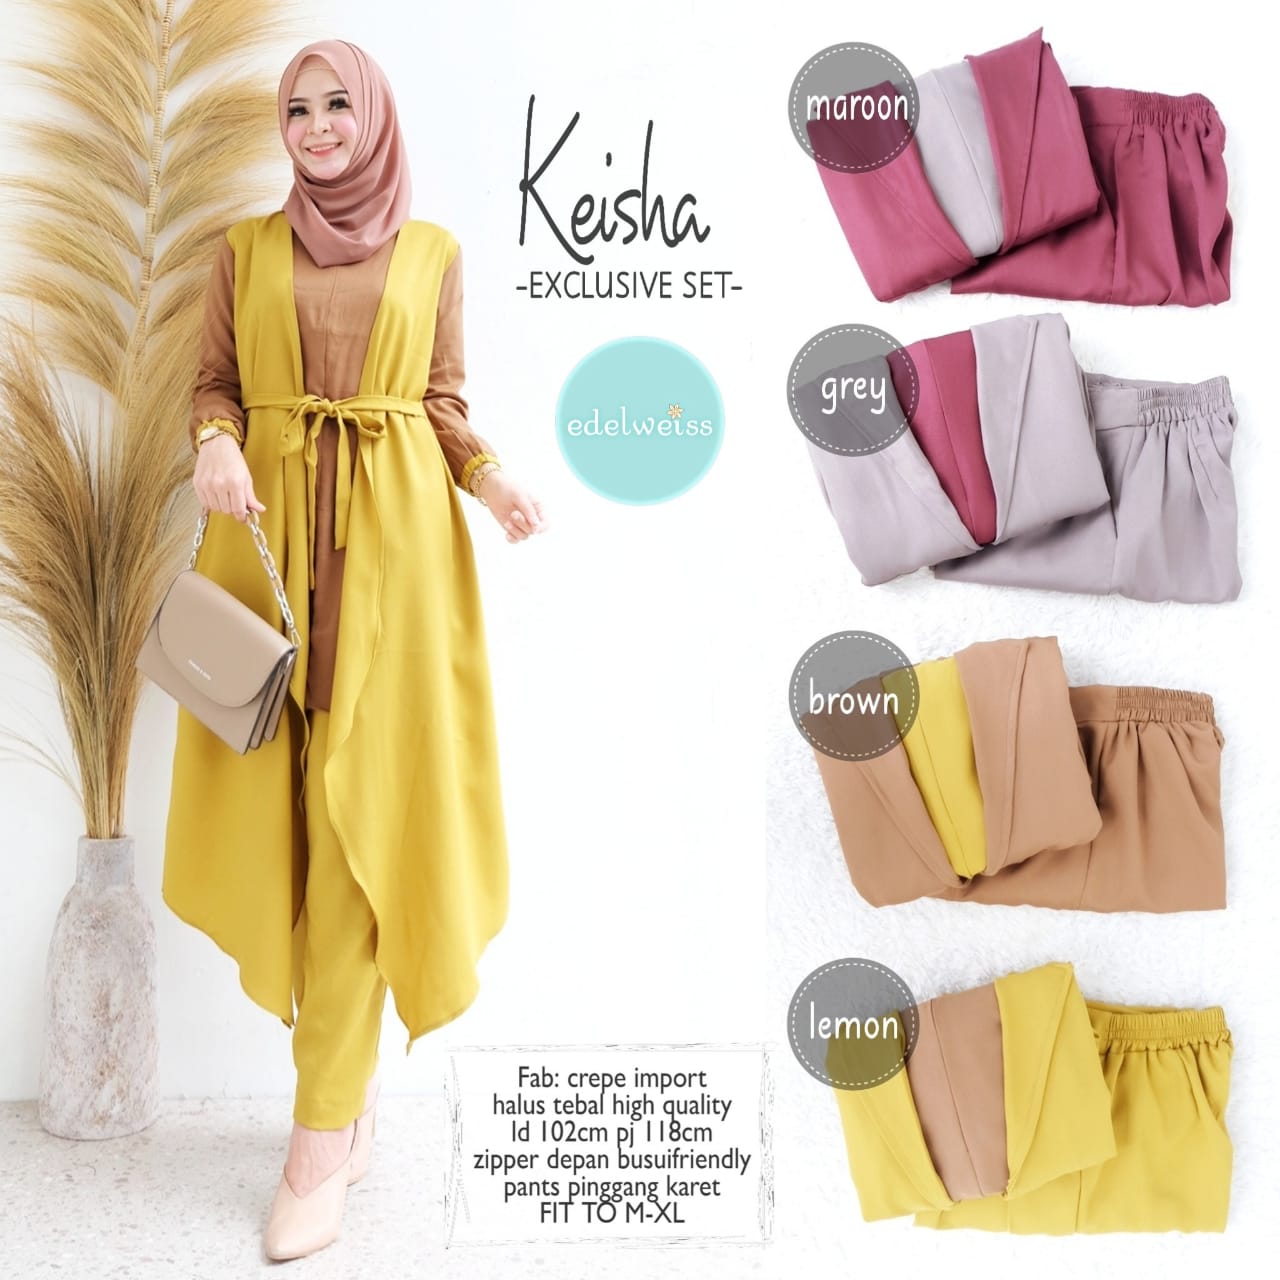 Keisha
-EXCLUSIVE SET-
edelweiss
maroon
grey
brown
lemon
Fab: crepe import
halus tebal high quality
ld 102cm pj 118cm
zipper depan busuifriendly
pants pinggang karet
FIT TO M-XL